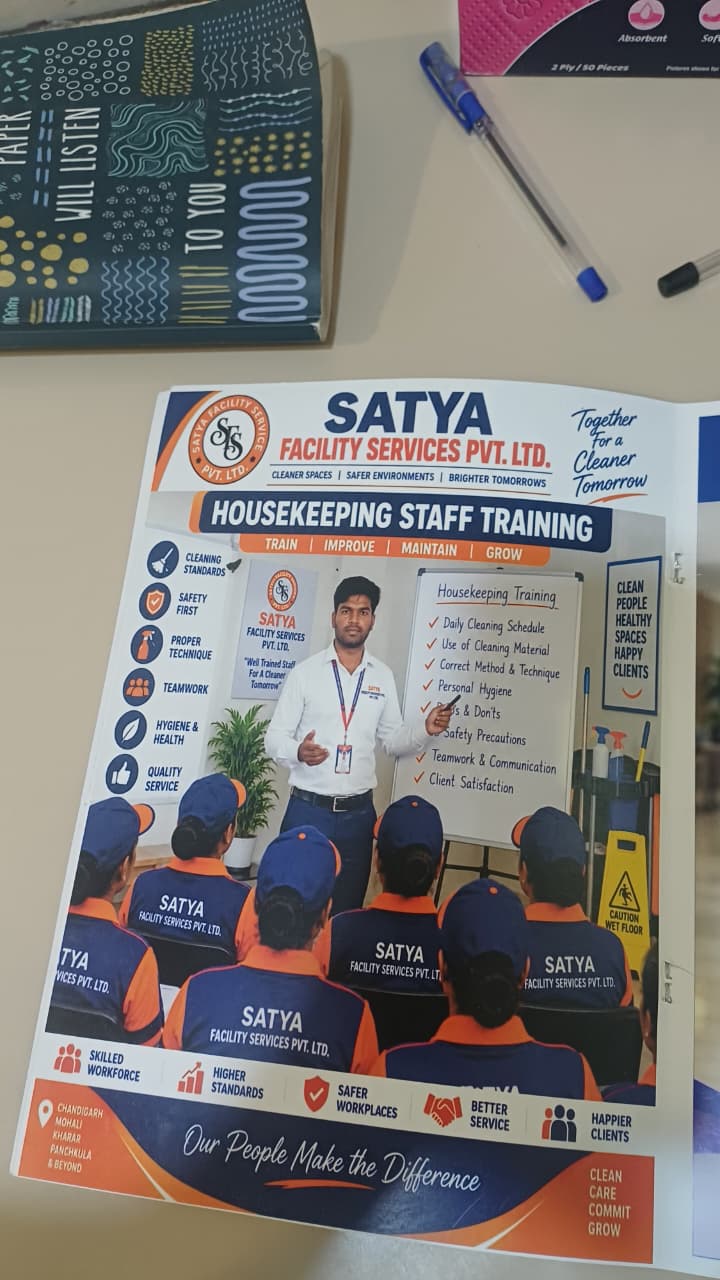 PAPER
WILL LISTEN
TO YOU
Absorbent
2 Ply / 50 Pieces
SATYA FACILITY SERVICE
SFS
PVT. LTD.
SATYA
FACILITY SERVICES PVT. LTD.
CLEANER SPACES | SAFER ENVIRONMENTS | BRIGHTER TOMORROWS
Together
For a
Cleaner
Tomorrow
HOUSEKEEPING STAFF TRAINING
TRAIN | IMPROVE | MAINTAIN | GROW
CLEANING
STANDARDS
SAFETY
FIRST
PROPER
TECHNIQUE
TEAMWORK
HYGIENE &
HEALTH
QUALITY
SERVICE
SFS
SATYA
FACILITY SERVICES
PVT. LTD.
"Well Trained Staff
For A Cleaner
Tomorrow"
SATYA
Housekeeping Training
Daily Cleaning Schedule
Use of Cleaning Material
Correct Method & Technique
Personal Hygiene
& Don'ts
Safety Precautions
Teamwork & Communication
Client Satisfaction
CLEAN
PEOPLE
HEALTHY
SPACES
HAPPY
CLIENTS
CAUTION
WET FLOOR
SATYA
FACILITY SERVICES PVT. LTD.
TYA
VICES PVT. LTD.
SATYA
FACILITY SERVICES PVT. LTD.
SATYA
FACILITY SERVICES PVT. LT
SATYA
FACILITY SERVICES PVT. LTD.
SKILLED
WORKFORCE
HIGHER
STANDARDS
SAFER
WORKPLACES
BETTER
SERVICE
HAPPIER
CLIENTS
CHANDIGARH
MOHALI
KHARAR
PANCHKULA
& BEYOND
Our People Make the Difference
CLEAN
CARE
COMMIT
GROW